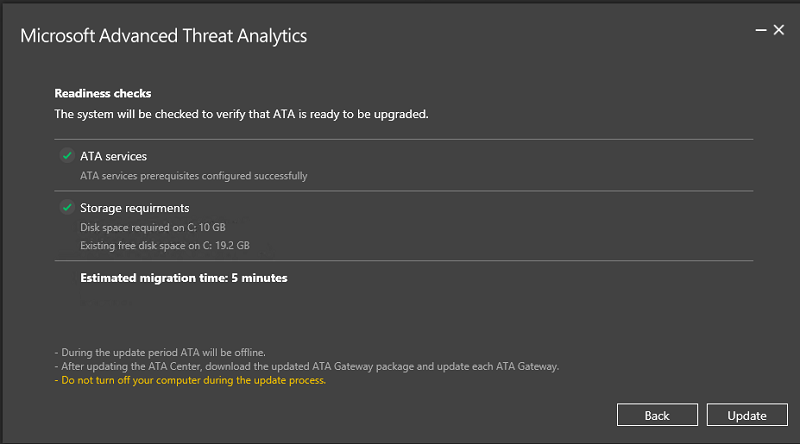 Microsoft Advanced Threat Analytics
Readiness checks
The system will be checked to verify that ATA is ready to be upgraded.
ATA services
ATA services prerequisites configured successfully
Storage requirments
Disk space required on C: 10 GB
Existing free disk space on C: 19.2 GB
Estimated migration time: 5 minutes
- During the update period ATA will be offline.
- After updating the ATA Center, download the updated ATA Gateway package and update each ATA Gateway.
- Do not turn off your computer during the update process.
Back Update